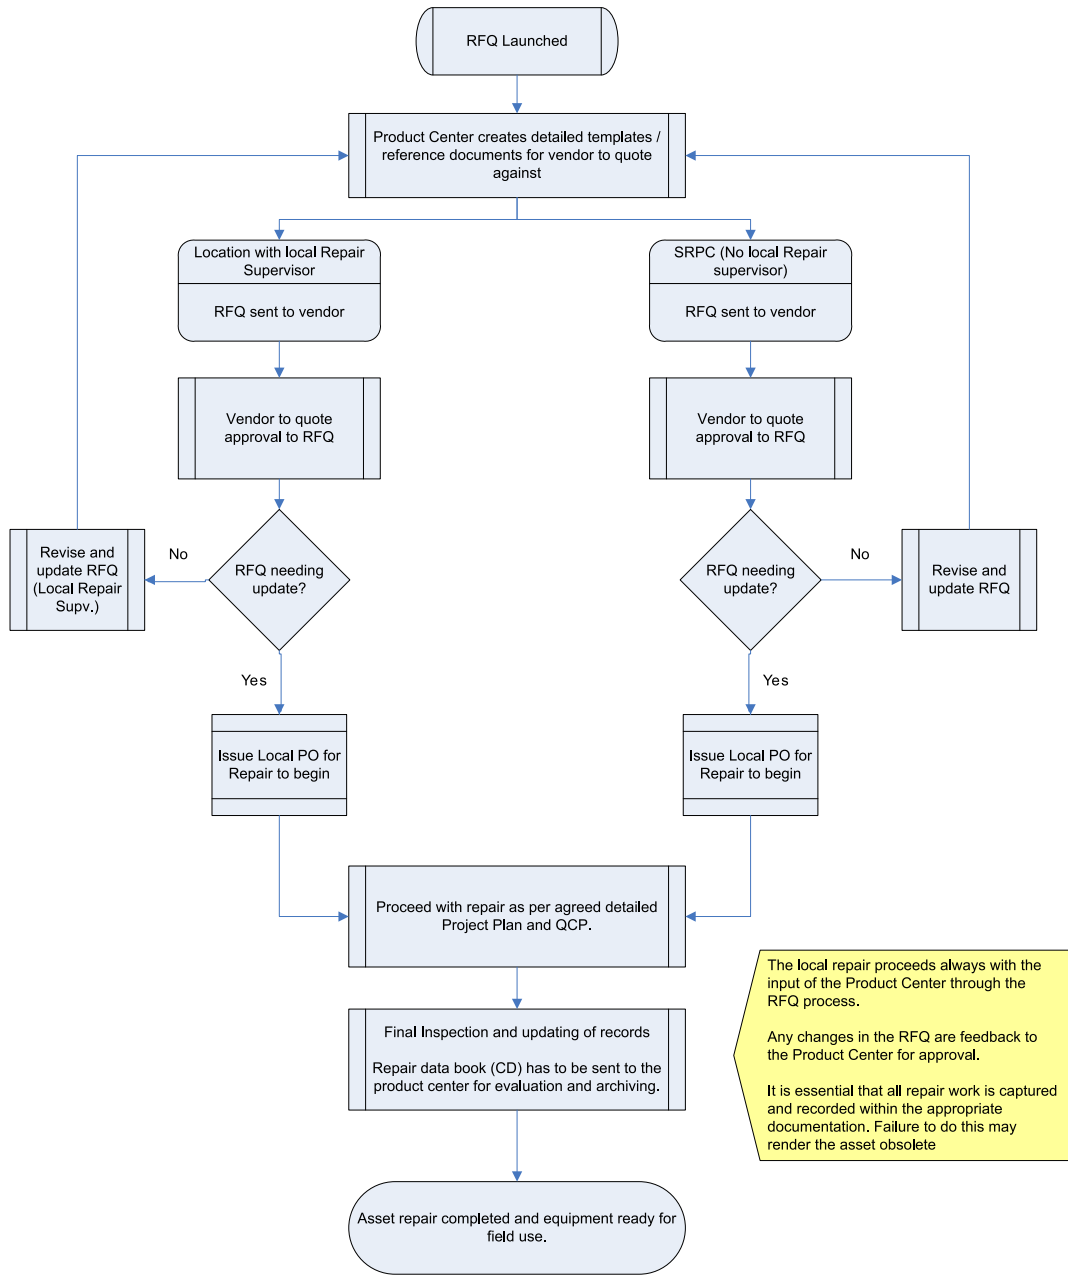 RFQ Launched
Product Center creates detailed templates /
reference documents for vendor to quote
against
Location with local Repair
Supervisor
RFQ sent to vendor
SRPC (No local Repair
supervisor)
RFQ sent to vendor
Vendor to quote
approval to RFQ
Vendor to quote
approval to RFQ
Revise and
update RFQ
(Local Repair
Supv.)
No
RFQ needing
update?
RFQ needing
update?
No
Revise and
update RFQ
Yes
Yes
Issue Local PO for
Repair to begin
Issue Local PO for
Repair to begin
Proceed with repair as per agreed detailed
Project Plan and QCP.
Final Inspection and updating of records
Repair data book (CD) has to be sent to the
product center for evaluation and archiving.
The local repair proceeds always with the
input of the Product Center through the
RFQ process.
Any changes in the RFQ are feedback to
the Product Center for approval.
It is essential that all repair work is captured
and recorded within the appropriate
documentation. Failure to do this may
render the asset obsolete
Asset repair completed and equipment ready for
field use.